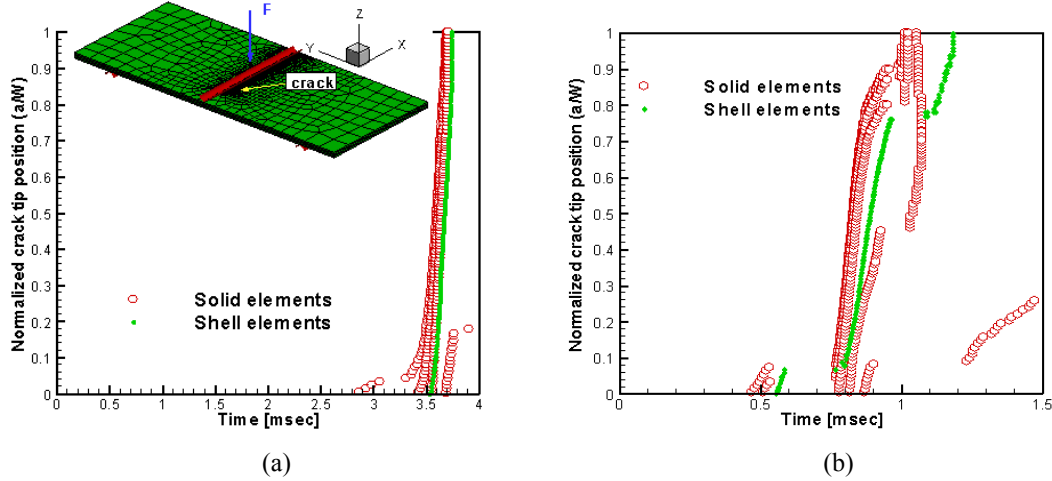 F
Z
Y
X
crack
Normalized crack tip position (a/W)
1
0.9
0.8
0.7
0.6
0.5
0.4
0.3
0.2
0.1
0
0
0.5
1
1.5
2
2.5
3
3.5
4
Time [msec]
Solid elements
Shell elements
(a)
Normalized crack tip position (a/W)
1
0.9
0.8
0.7
0.6
0.5
0.4
0.3
0.2
0.1
0
0
0.5
1
1.5
Time [msec]
Solid elements
Shell elements
(b)